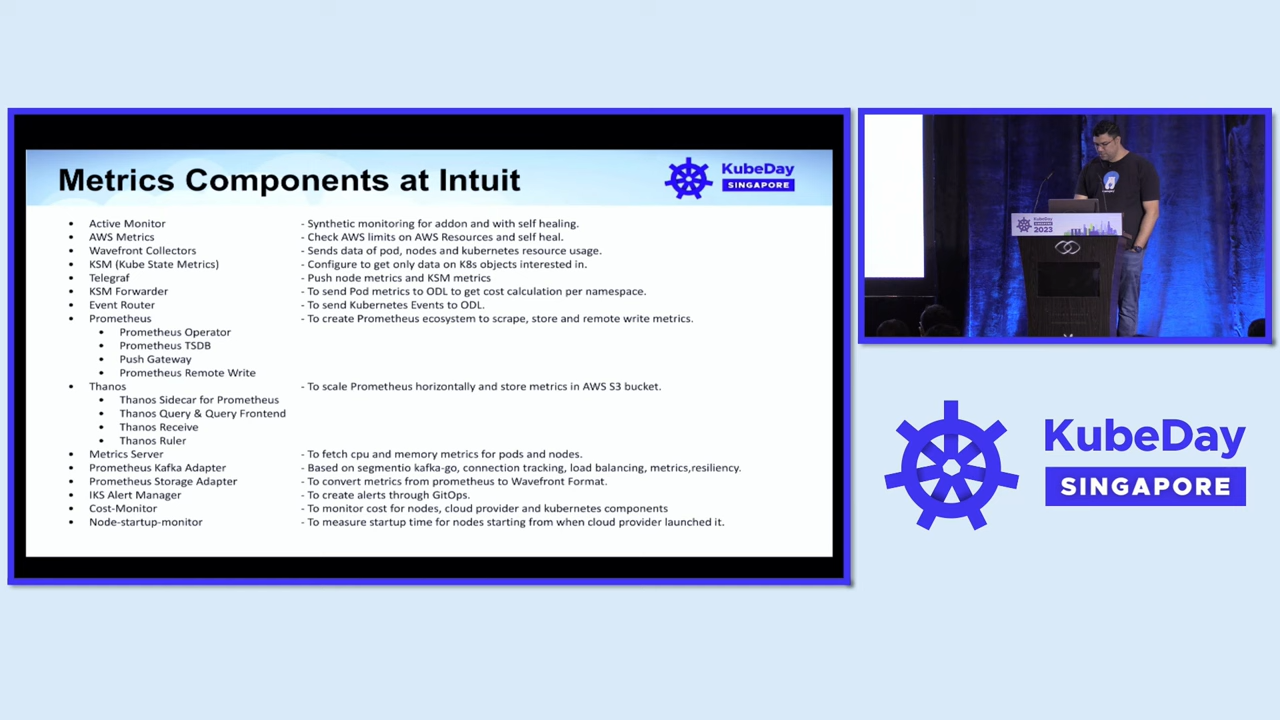 Metrics Components at Intuit
KubeDay
SINGAPORE
• Active Monitor - Synthetic monitoring for addon and with self healing.
• AWS Metrics - Check AWS limits on AWS Resources and self heal.
• Wavefront Collectors - Sends data of pod, nodes and kubernetes resource usage.
• KSM (Kube State Metrics) - Configure to get only data on K8s objects interested in.
• Telegraf - Push node metrics and KSM metrics
• KSM Forwarder - To send Pod metrics to ODL to get cost calculation per namespace.
• Event Router - To send Kubernetes Events to ODL.
• Prometheus - To create Prometheus ecosystem to scrape, store and remote write metrics.
• Prometheus Operator
• Prometheus TSDB
• Push Gateway
• Prometheus Remote Write
• Thanos - To scale Prometheus horizontally and store metrics in AWS S3 bucket.
• Thanos Sidecar for Prometheus
• Thanos Query & Query Frontend
• Thanos Receive
• Thanos Ruler
• Metrics Server - To fetch cpu and memory metrics for pods and nodes.
• Prometheus Kafka Adapter - Based on segmentio kafka-go, connection tracking, load balancing, metrics,resiliency.
• Prometheus Storage Adapter - To convert metrics from prometheus to Wavefront Format.
• IKS Alert Manager - To create alerts through GitOps.
• Cost-Monitor - To monitor cost for nodes, cloud provider and kubernetes components
• Node-startup-monitor - To measure startup time for nodes starting from when cloud provider launched it.
KubeDay
SINGAPORE
2023
KubeDay
SINGAPORE